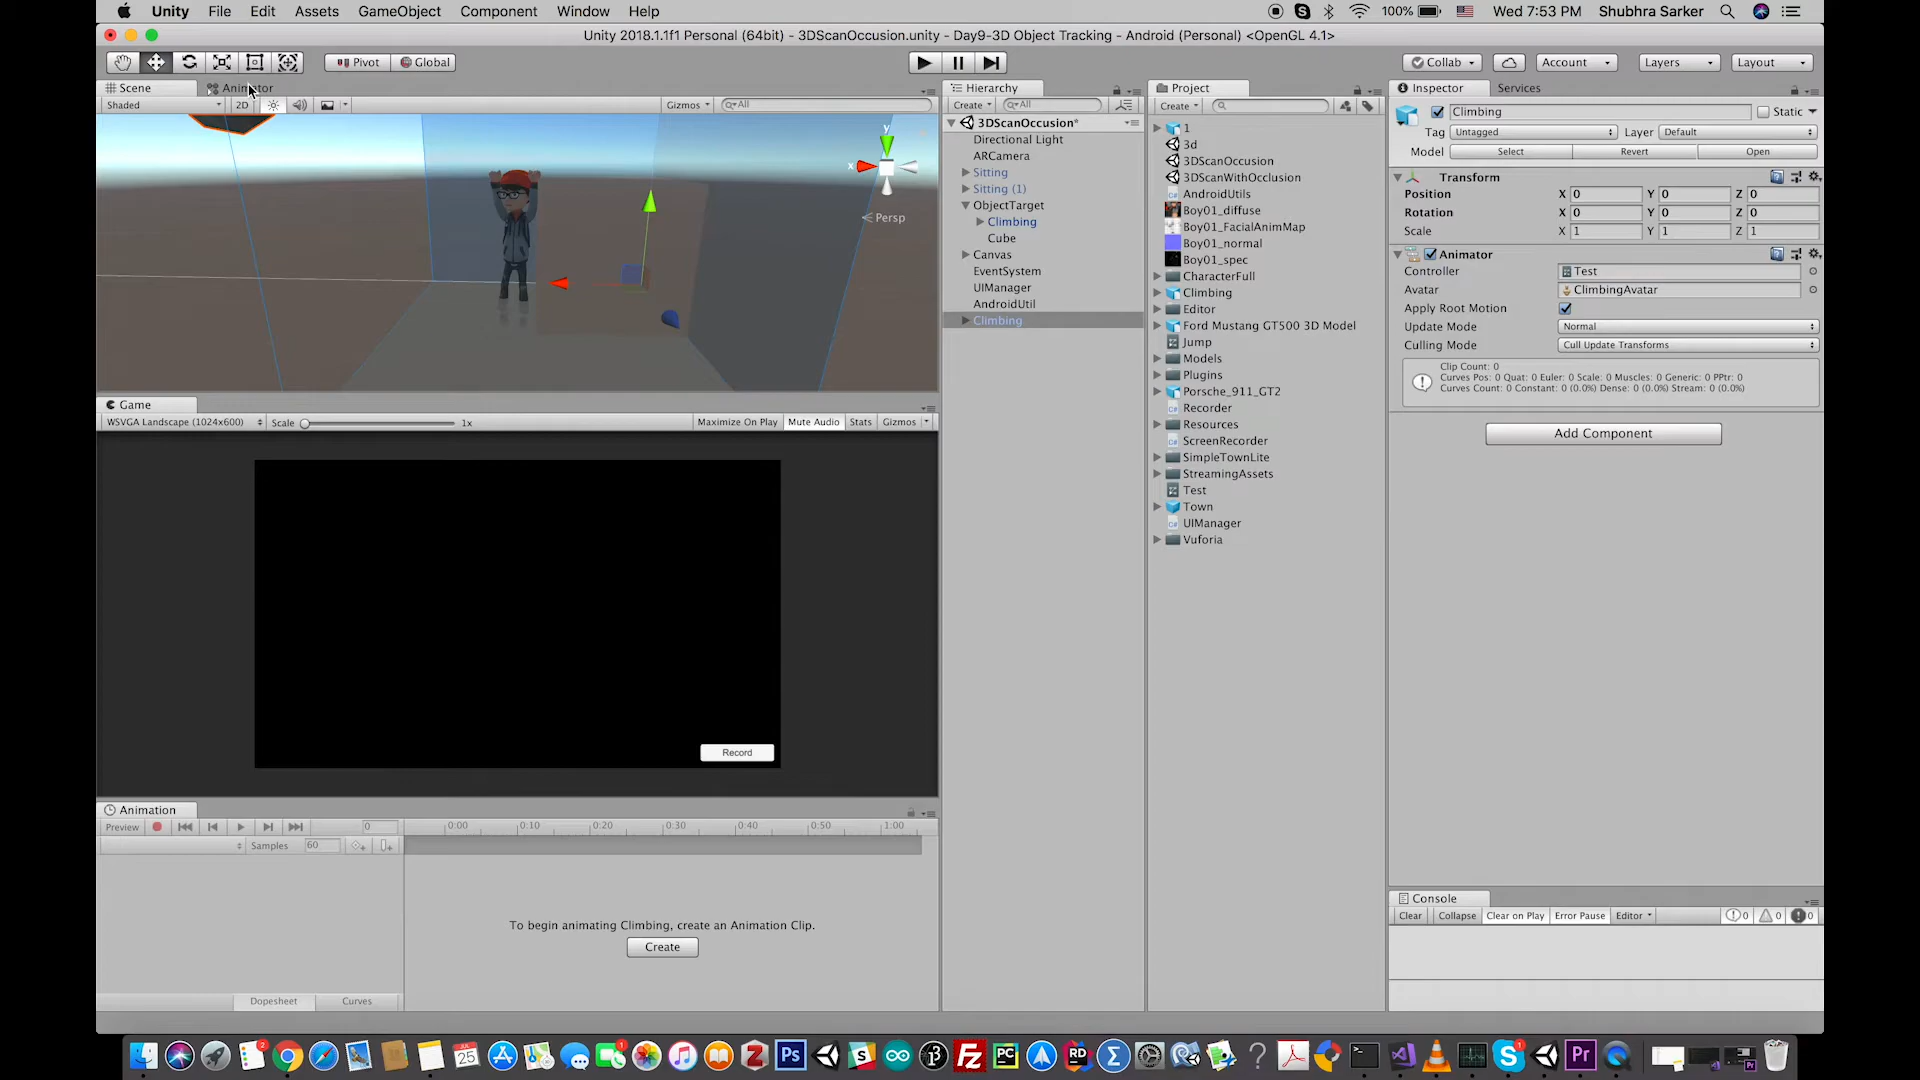 Unity File Edit Assets GameObject Component Window Help 100% Wed 7:53 PM Shubhra Sarker
Unity 2018.1.1f1 Personal (64bit) - 3DScanOccusion.unity - Day9-3D Object Tracking - Android (Personal) <OpenGL 4.1>
Pivot Global Collab Account Layers Layout
Scene Animator
Shaded 2D Gizmos All
y
x
Persp
Game
WSVGA Landscape (1024x600) Scale 1x Maximize On Play Mute Audio Stats Gizmos
Record
Animation
Preview 0 0:00 0:10 0:20 0:30 0:40 0:50 1:00
Samples 60
To begin animating Climbing, create an Animation Clip.
Create
Dopesheet Curves
Hierarchy
Create All
3DScanOccusion*
Directional Light
ARCamera
Sitting
Sitting (1)
ObjectTarget
Climbing
Cube
Canvas
EventSystem
UIManager
AndroidUtil
Climbing
Project
Create
1
3d
3DScanOccusion
3DScanWithOcclusion
AndroidUtils
Boy01_diffuse
Boy01_FacialAnimMap
Boy01_normal
Boy01_spec
CharacterFull
Climbing
Editor
Ford Mustang GT500 3D Model
Jump
Models
Plugins
Porsche_911_GT2
Recorder
Resources
ScreenRecorder
SimpleTownLite
StreamingAssets
Test
Town
UIManager
Vuforia
Inspector Services
Climbing Static
Tag Untagged Layer Default
Model Select Revert Open
Transform
Position X 0 Y 0 Z 0
Rotation X 0 Y 0 Z 0
Scale X 1 Y 1 Z 1
Animator
Controller Test
Avatar ClimbingAvatar
Apply Root Motion
Update Mode Normal
Culling Mode Cull Update Transforms
Clip Count: 0
Curves Pos: 0 Quat: 0 Euler: 0 Scale: 0 Muscles: 0 Generic: 0 PPtr: 0
Curves Count: 0 Constant: 0 (0.0%) Dense: 0 (0.0%) Stream: 0 (0.0%)
Add Component
Console
Clear Collapse Clear on Play Error Pause Editor 0 0 0
2 JUL 25 1 Z Ps S FZ PC RD Σ ? 1 Pr